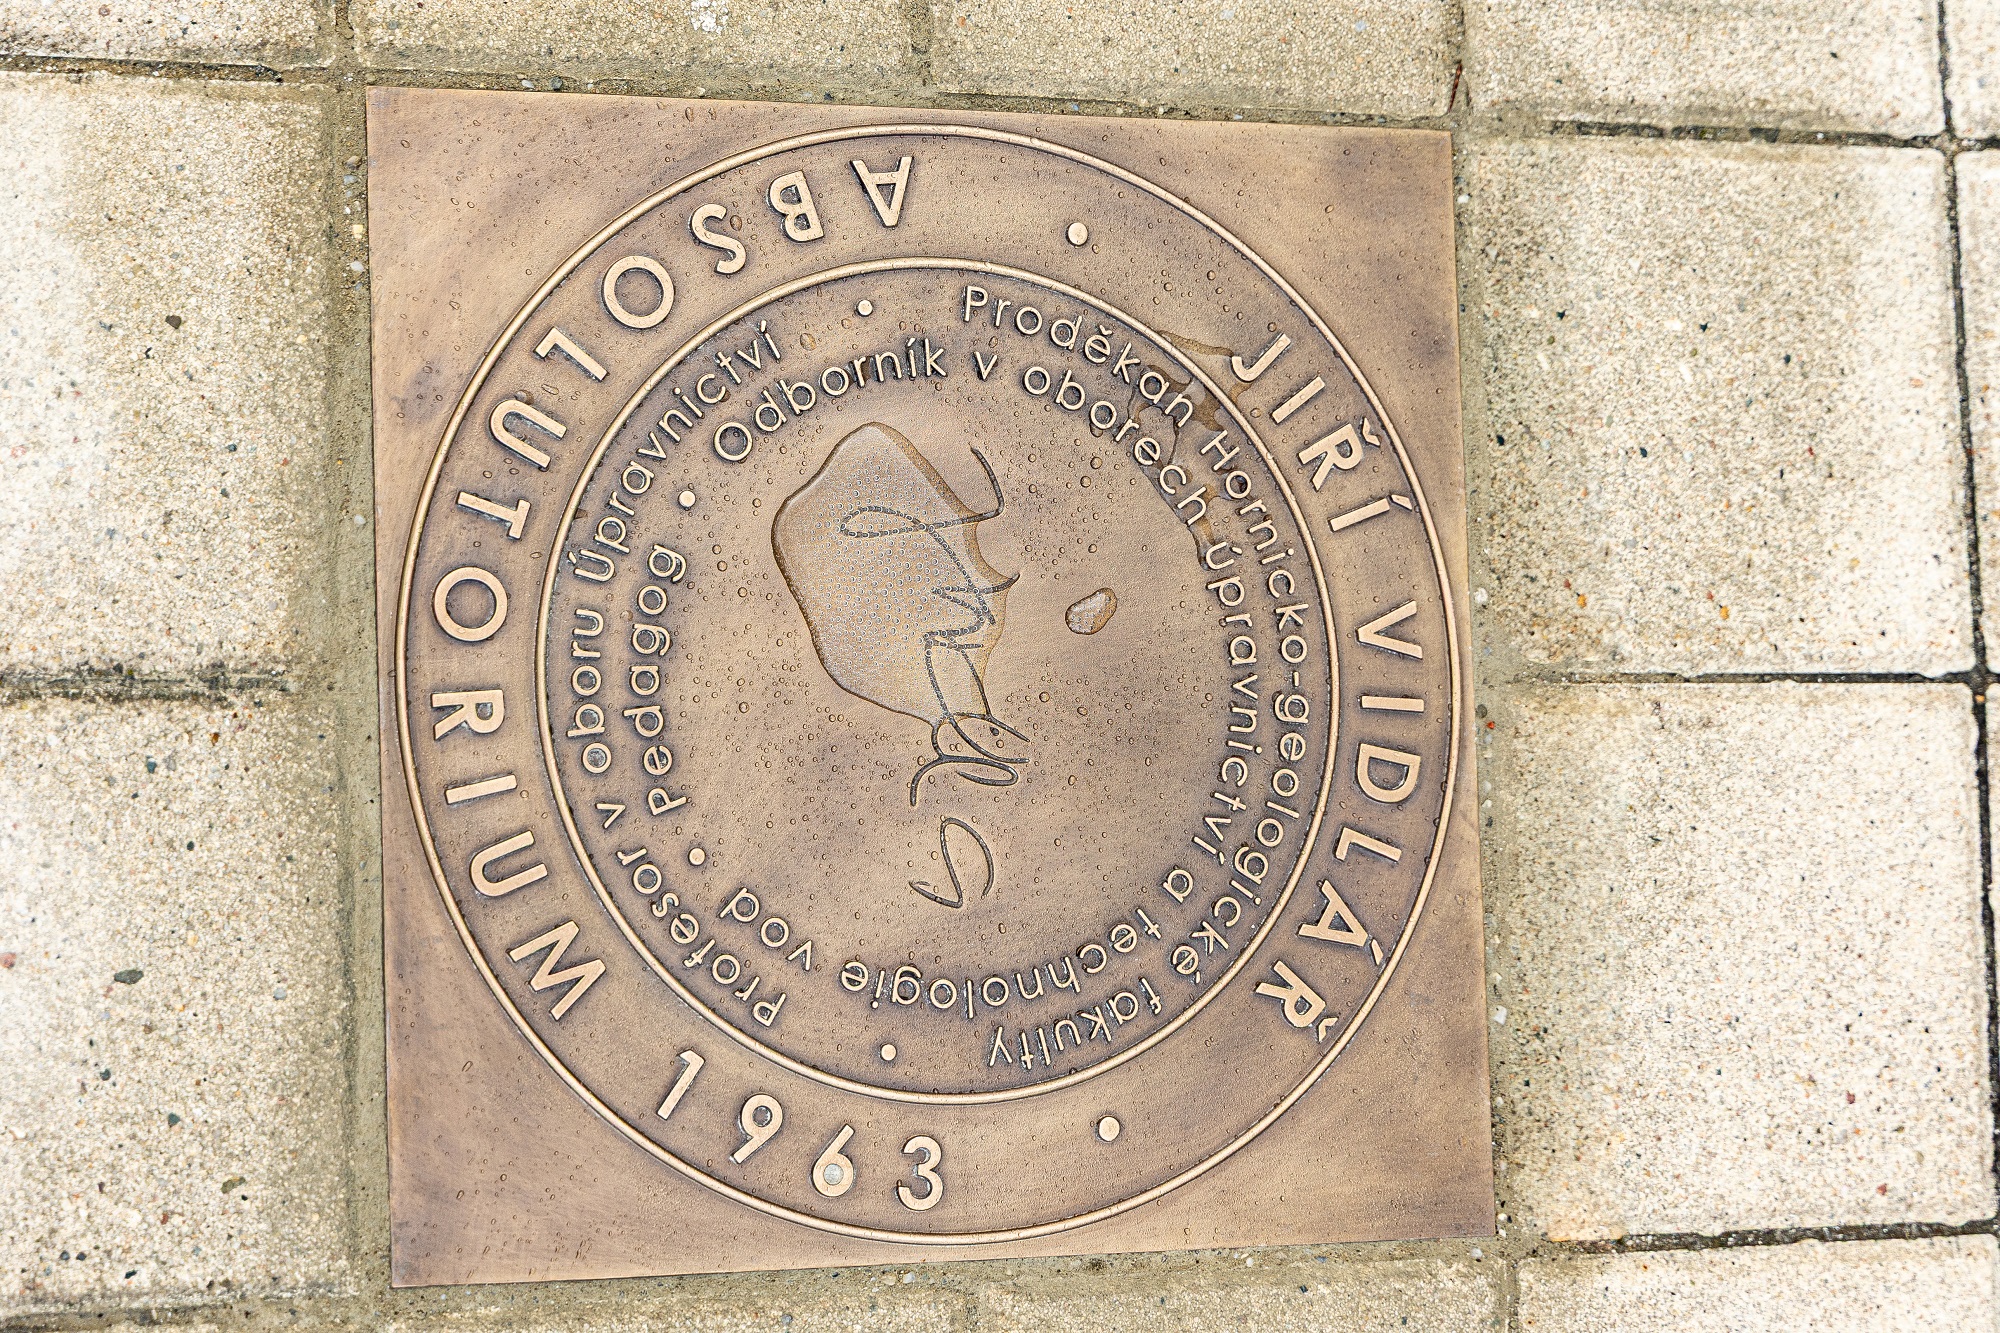 JIŘÍ VIDLÁŘ
ABSOLUTORIUM 1963
Proděkan Hornicko-geologické fakulty
Profesor v oboru Úpravnictví
Odborník v oborech úpravnictví a technologie vod
Pedagog